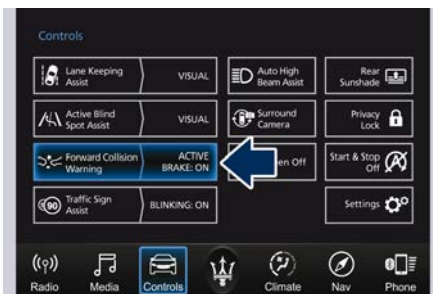 Controls
Lane Keeping
Assist
VISUAL
Auto High
Beam Assist
Rear
Sunshade
Active Blind
Spot Assist
VISUAL
Surround
Camera
Privacy
Lock
Forward Collision
Warning
ACTIVE
BRAKE: ON
en Off
Start & Stop
Off
90
Traffic Sign
Assist
BLINKING: ON
Settings
Radio
Media
Controls
Climate
Nav
Phone